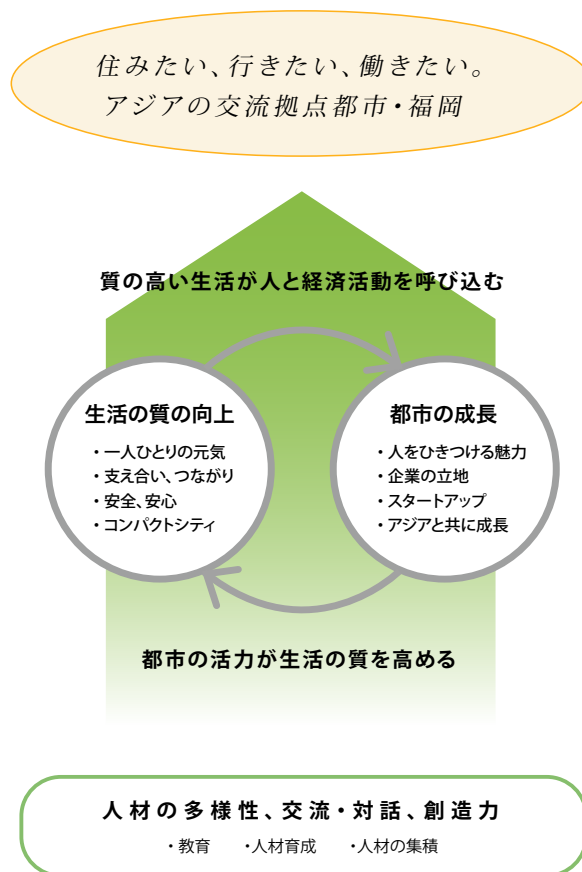 住みたい、行きたい、働きたい。
アジアの交流拠点都市・福岡
質の高い生活が人と経済活動を呼び込む
生活の質の向上
・一人ひとりの元気
・支え合い、つながり
・安全、安心
・コンパクトシティ
都市の成長
・人をひきつける魅力
・企業の立地
・スタートアップ
・アジアと共に成長
都市の活力が生活の質を高める
人材の多様性、交流・対話、創造力
・教育 ・人材育成 ・人材の集積